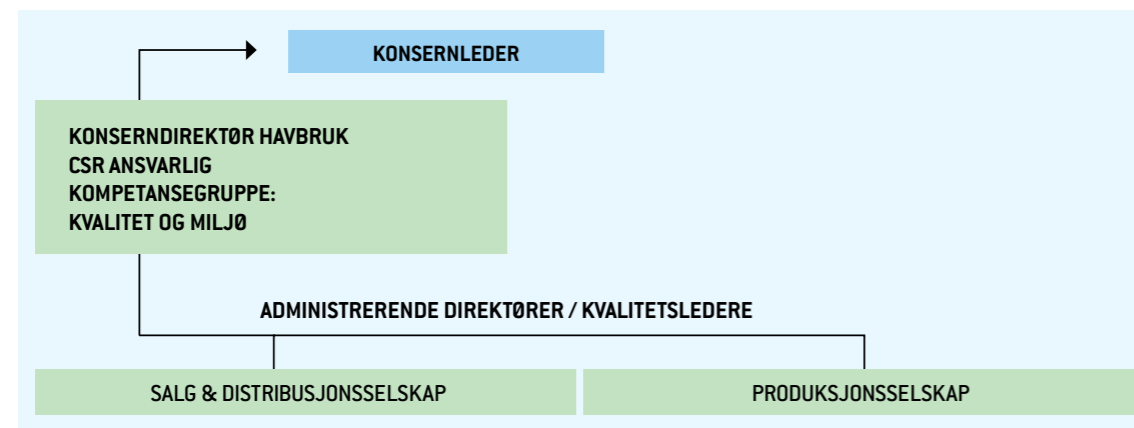 KONSERNLEDER
KONSERNDIREKTØR HAVBRUK
CSR ANSVARLIG
KOMPETANSEGRUPPE:
KVALITET OG MILJØ
ADMINISTRERENDE DIREKTØRER / KVALITETSLEDERE
SALG & DISTRIBUSJONSSELSKAP
PRODUKSJONSSELSKAP